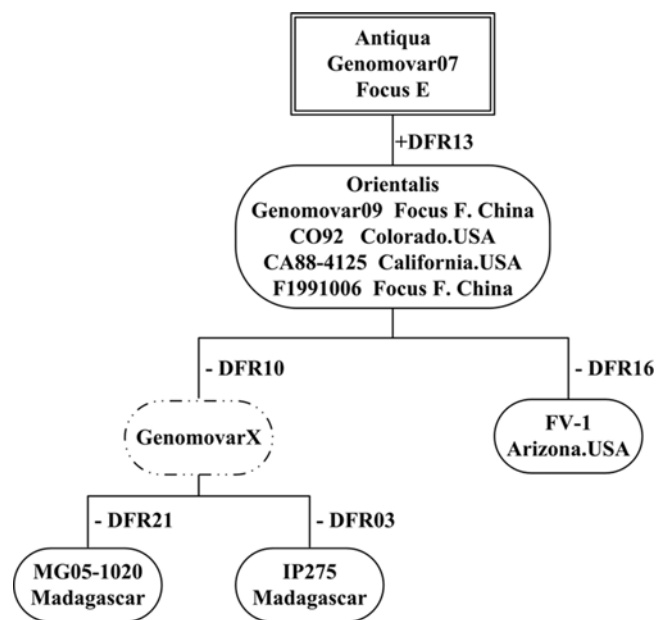 Antiqua
Genomovar07
Focus E
+DFR13
Orientalis
Genomovar09 Focus F. China
CO92 Colorado.USA
CA88-4125 California.USA
F1991006 Focus F. China
- DFR10
- DFR16
GenomovarX
FV-1
Arizona.USA
- DFR21
- DFR03
MG05-1020
Madagascar
IP275
Madagascar